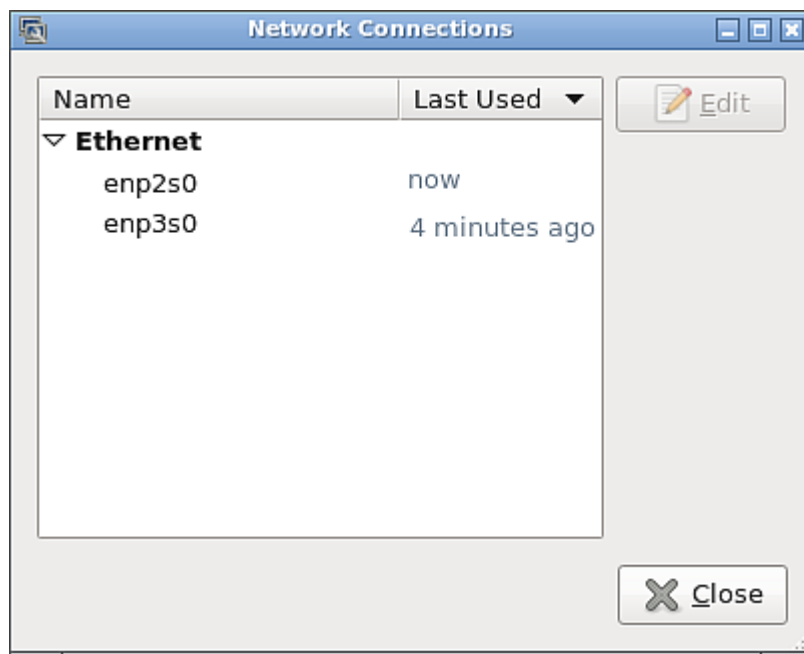 Network Connections
Name Last Used
Edit
Ethernet
enp2s0 now
enp3s0 4 minutes ago
Close